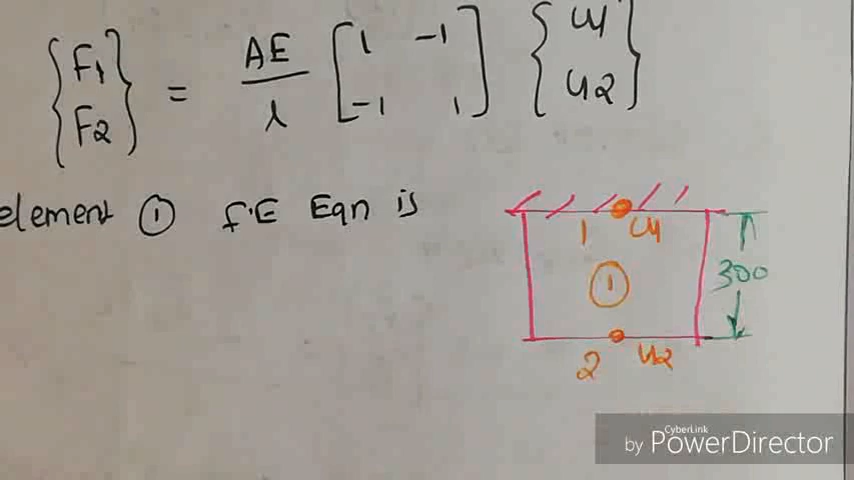 {F1 F2} = AE/l [1 -1 -1 1] {u1 u2}
element ① f.E Eqn is
1 u1
①
300
2 u2
by CyberLink PowerDirector